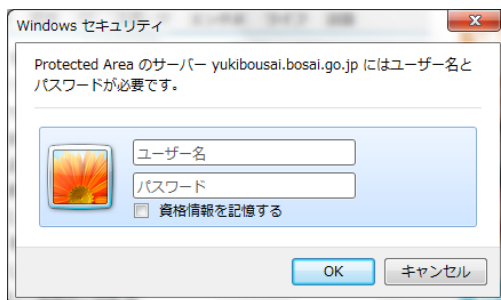 Windows セキュリティ
Protected Area のサーバー yukibousai.bosai.go.jp にはユーザー名と
パスワードが必要です。
ユーザー名
パスワード
資格情報を記憶する
OK
キャンセル